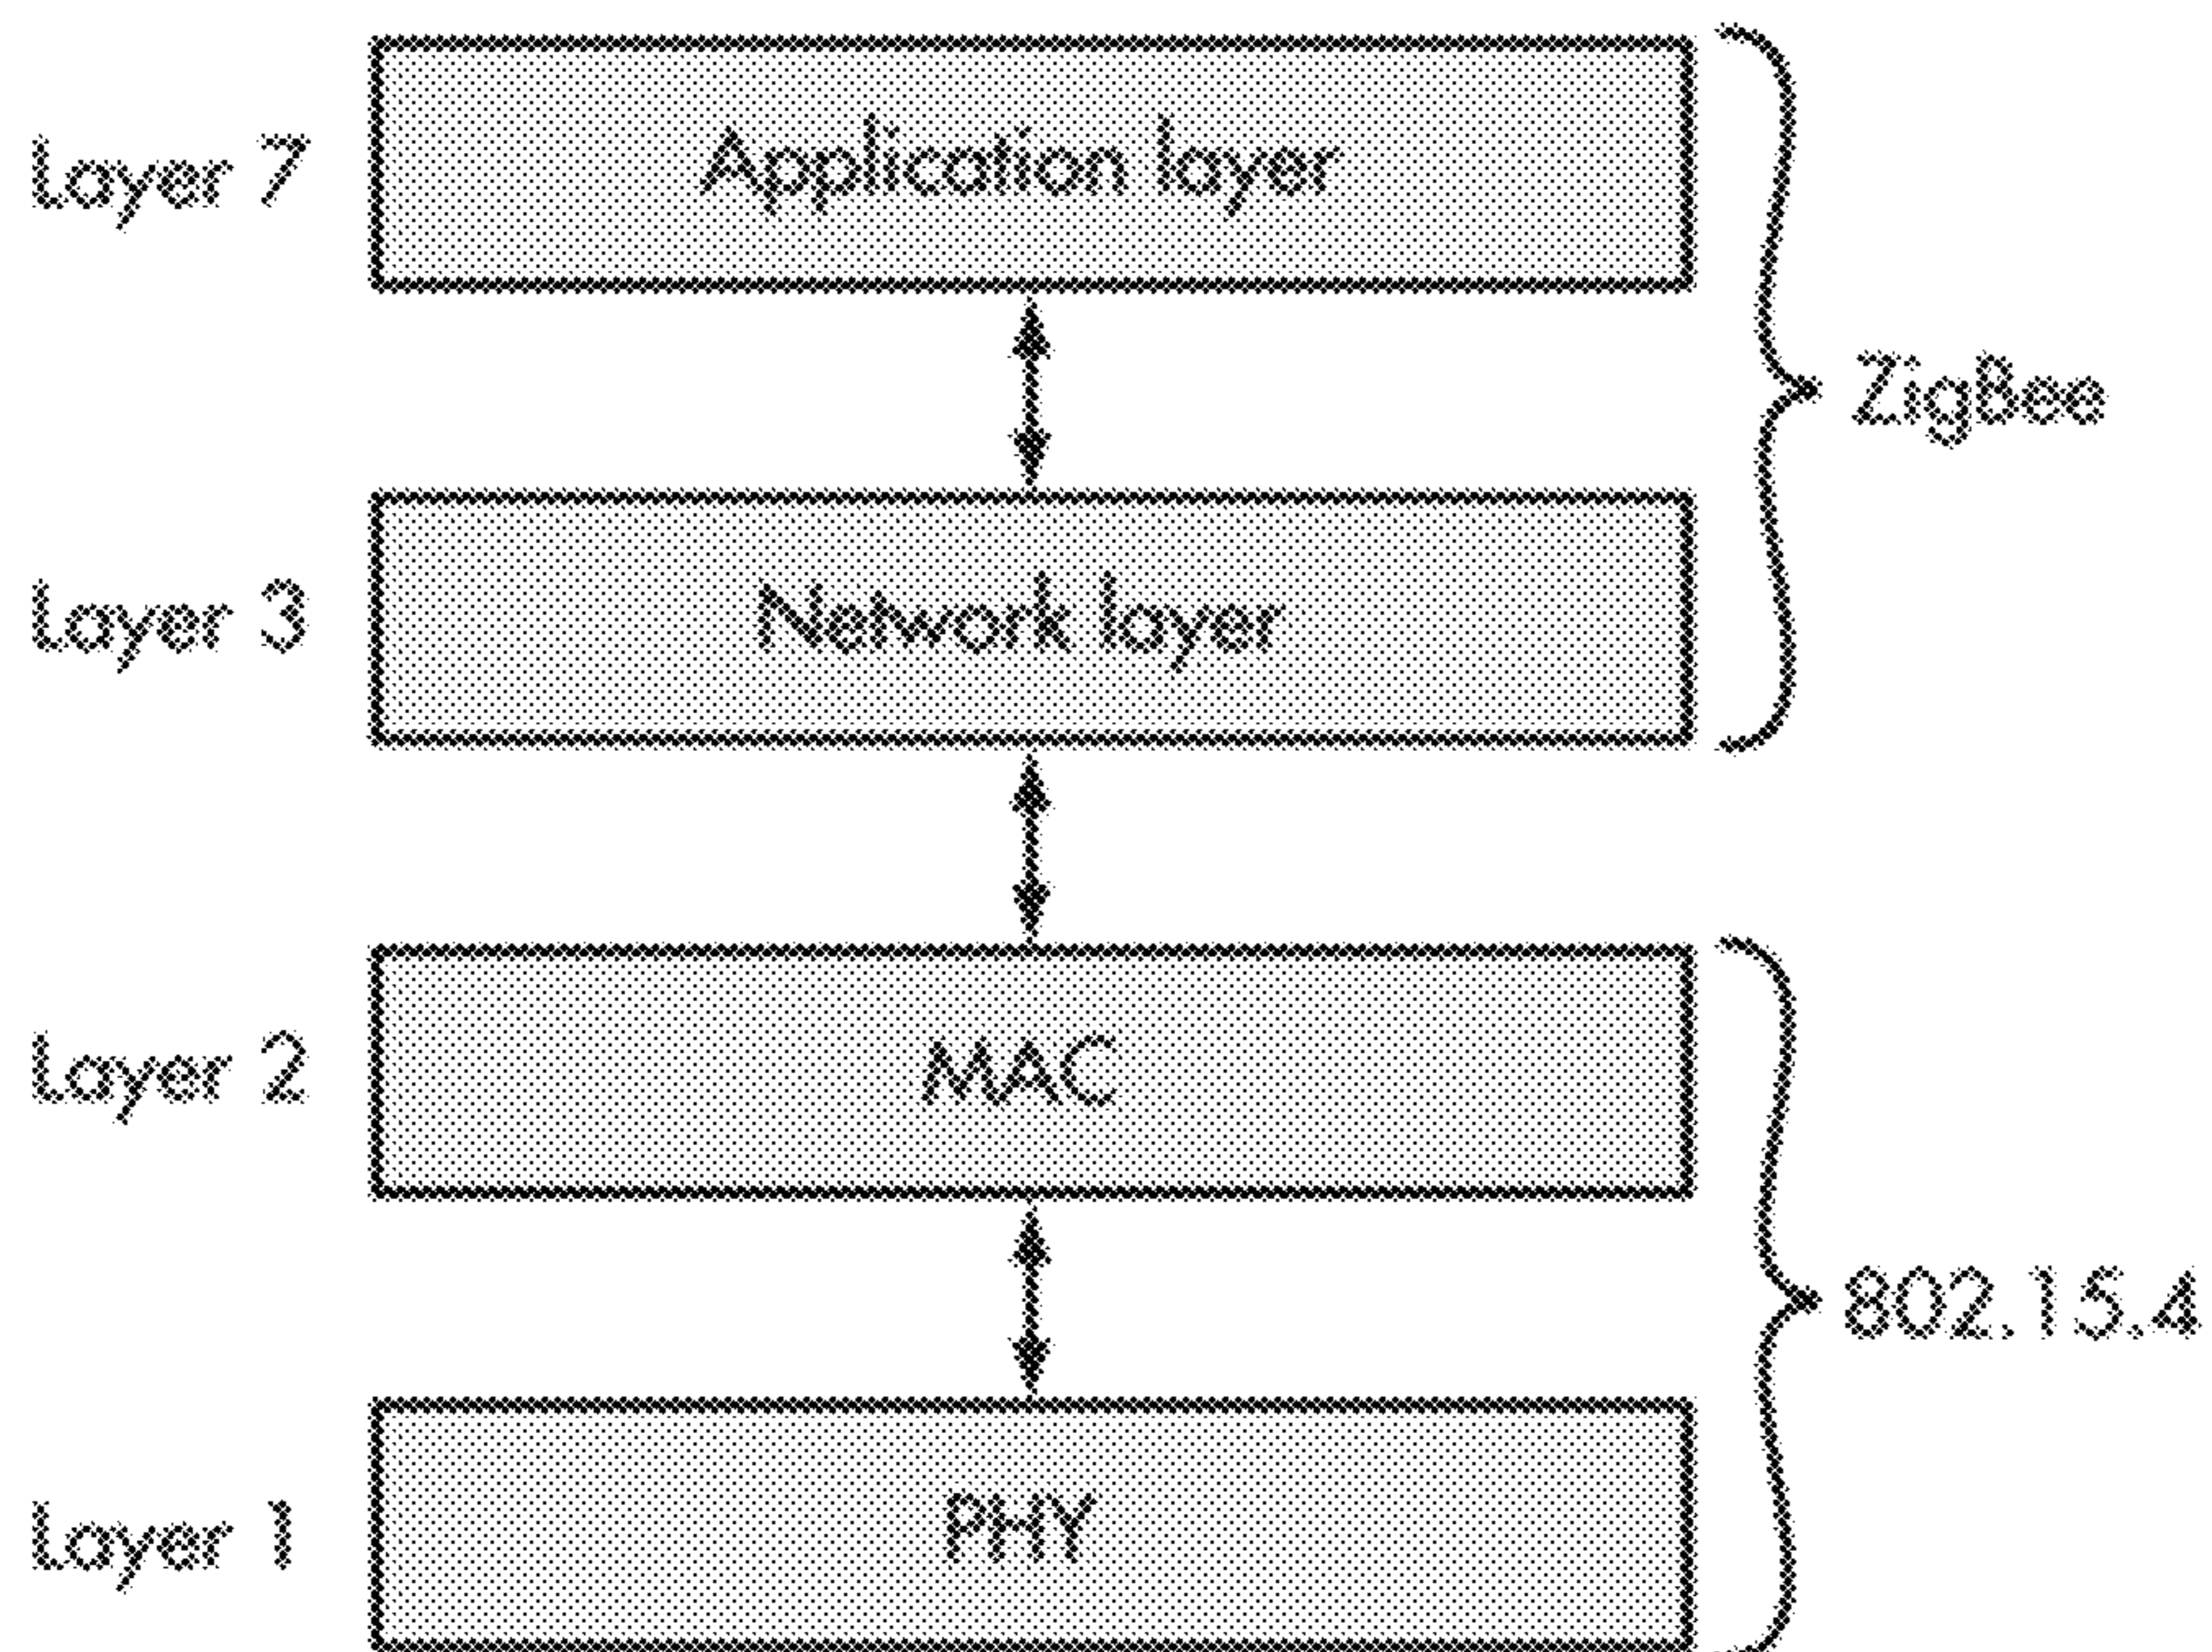 Layer 7
Application layer
ZigBee
Layer 3
Network layer
Layer 2
MAC
802.15.4
Layer 1
PHY